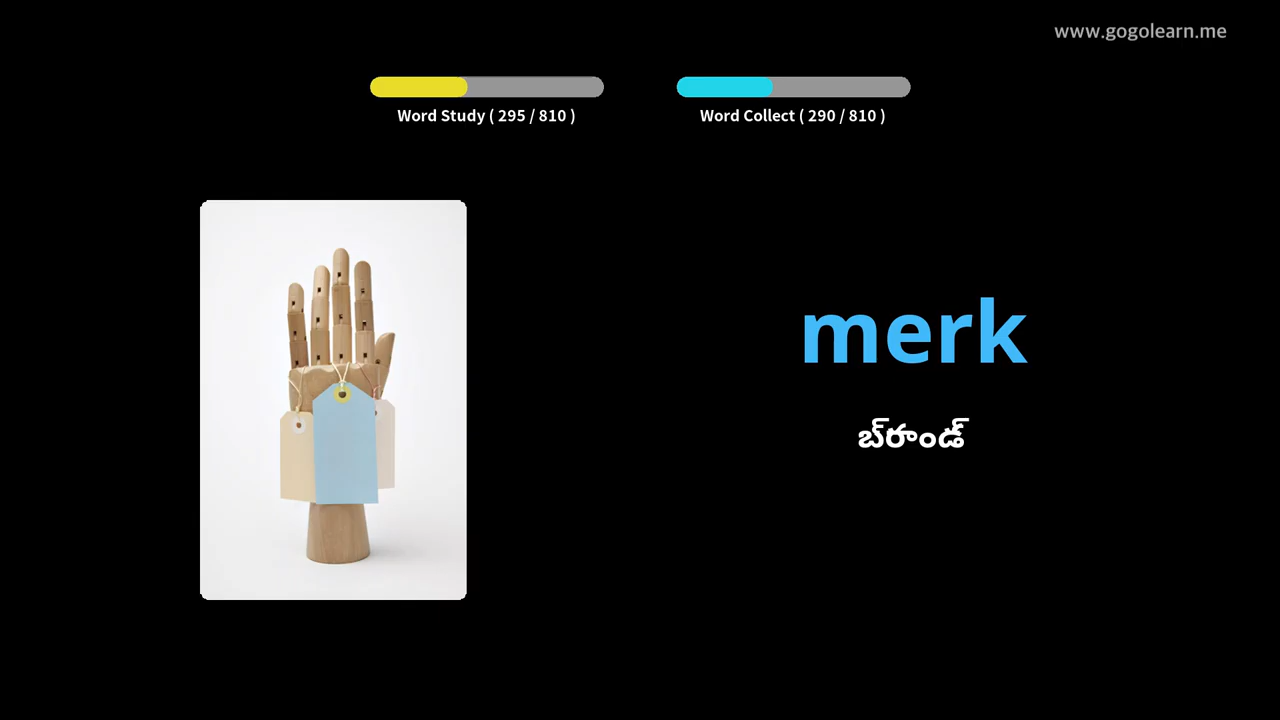 www.gogolearn.me
Word Study ( 295 / 810 )
Word Collect ( 290 / 810 )
merk
బ్‌రాండ్